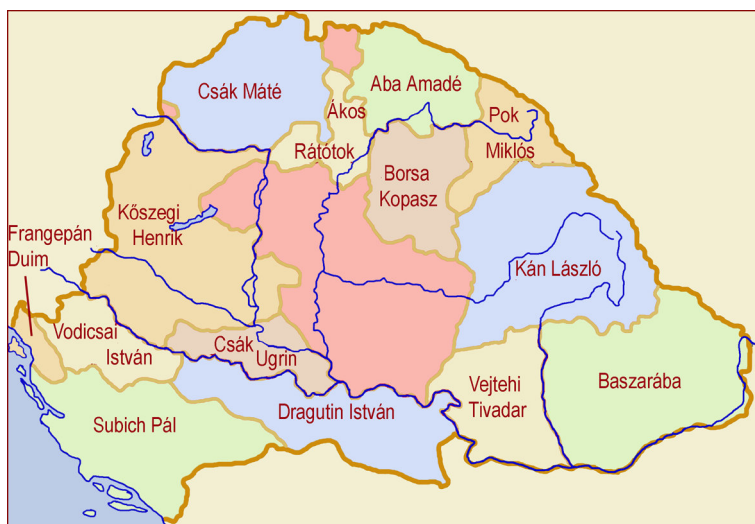 Csák Máté
Aba Amadé
Ákos
Pok
Miklós
Rátótok
Borsa
Kopasz
Kőszegi
Henrik
Frangepán
Duim
Kán László
Vodicsai
István
Csák
Ugrin
Vejtehi
Tivadar
Baszarába
Dragutin István
Subich Pál